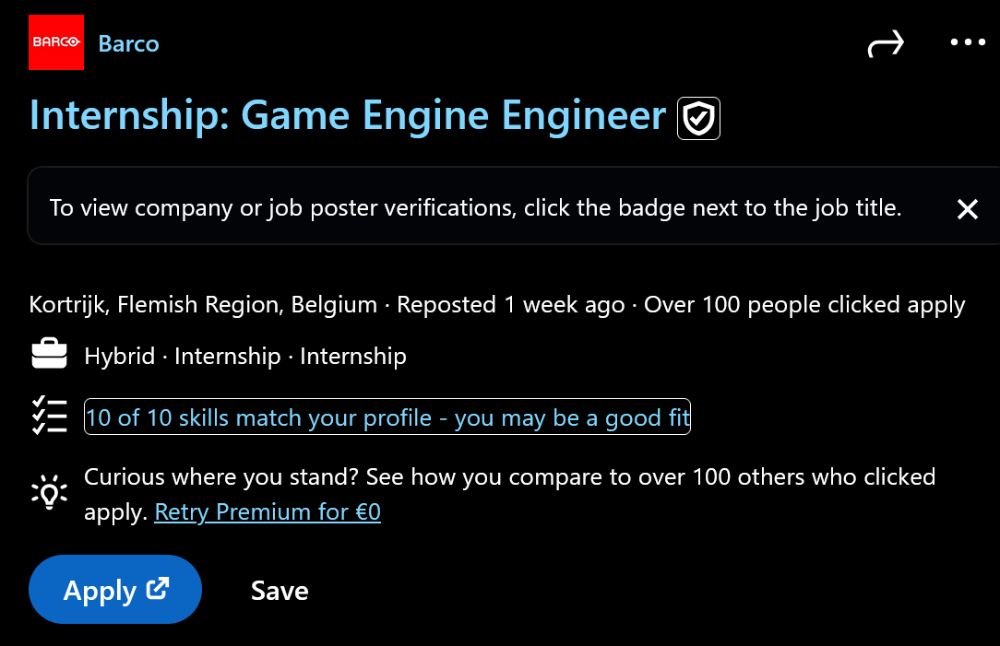 BARCO
Barco
Internship: Game Engine Engineer
To view company or job poster verifications, click the badge next to the job title.
Kortrijk, Flemish Region, Belgium · Reposted 1 week ago · Over 100 people clicked apply
Hybrid · Internship · Internship
10 of 10 skills match your profile - you may be a good fit
Curious where you stand? See how you compare to over 100 others who clicked
apply. Retry Premium for €0
Apply
Save